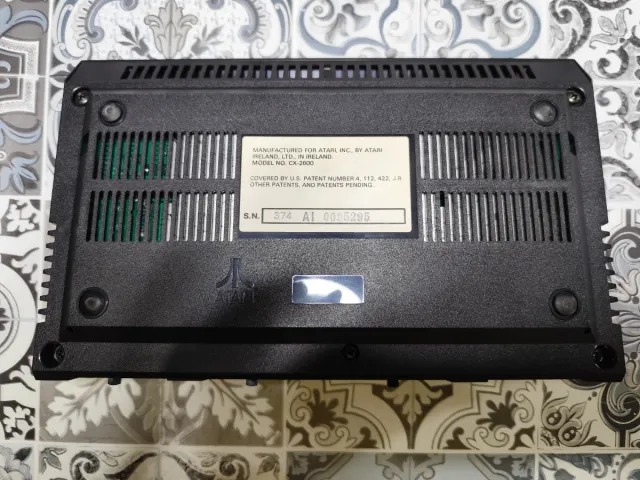 MANUFACTURED FOR ATARI, INC., BY ATARI
IRELAND, LTD., IN IRELAND.
MODEL NO. CX-2600
COVERED BY U.S. PATENT NUMBER 4, 112, 422, J.R
OTHER PATENTS, AND PATENTS PENDING.
S.N. 374 AI 0025295
ATARI